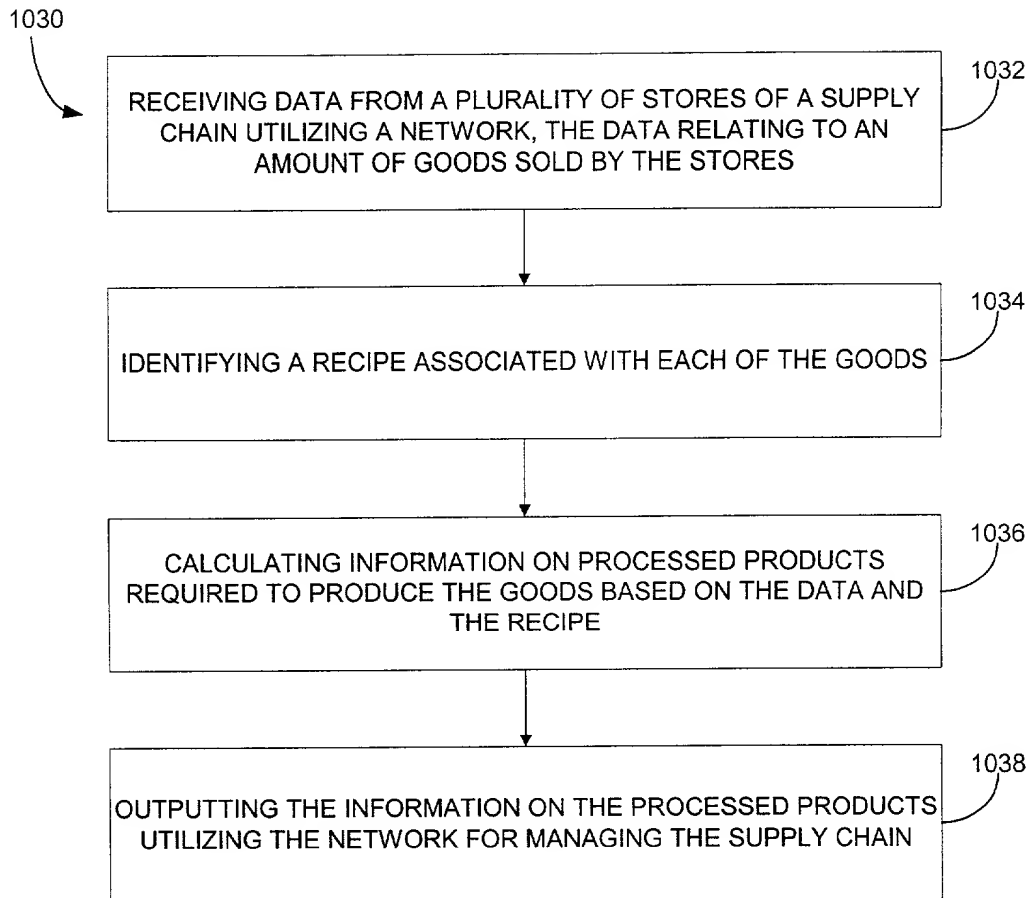 1030
1032
RECEIVING DATA FROM A PLURALITY OF STORES OF A SUPPLY
CHAIN UTILIZING A NETWORK, THE DATA RELATING TO AN
AMOUNT OF GOODS SOLD BY THE STORES
1034
IDENTIFYING A RECIPE ASSOCIATED WITH EACH OF THE GOODS
1036
CALCULATING INFORMATION ON PROCESSED PRODUCTS
REQUIRED TO PRODUCE THE GOODS BASED ON THE DATA AND
THE RECIPE
1038
OUTPUTTING THE INFORMATION ON THE PROCESSED PRODUCTS
UTILIZING THE NETWORK FOR MANAGING THE SUPPLY CHAIN